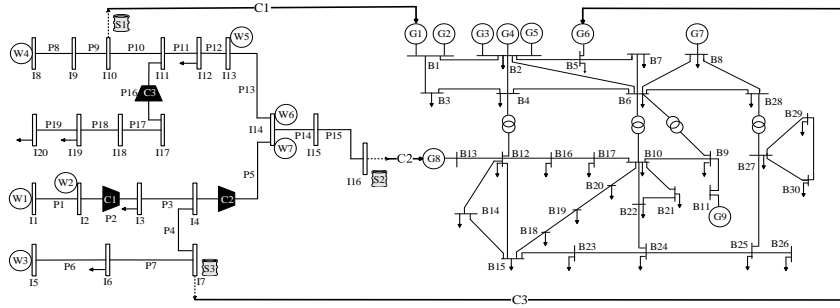 C1
S1
G1 G2 G3 G4 G5 G6 G7
W4 P8 P9 P10 P11 P12 W5
I8 I9 I10 I11 I12 I13
B1 B2 B5 B7 B8
P16 C3 P13
B3 B4 B6 B28 B29
P19 P18 P17 W6
I20 I19 I18 I17 I14 P14 P15
W7 I15
I16 S2 C2 G8 B13 B12 B16 B17 B10 B9 B27
P5
B20 B30
W2
W1 P1 C1 P3 C2
I1 I2 P2 I3 I4
B14 B19 B22 B21 B11 G9
P4
B18
W3 P6 P7 S3
I5 I6 I7
B15 B23 B24 B25 B26
C3